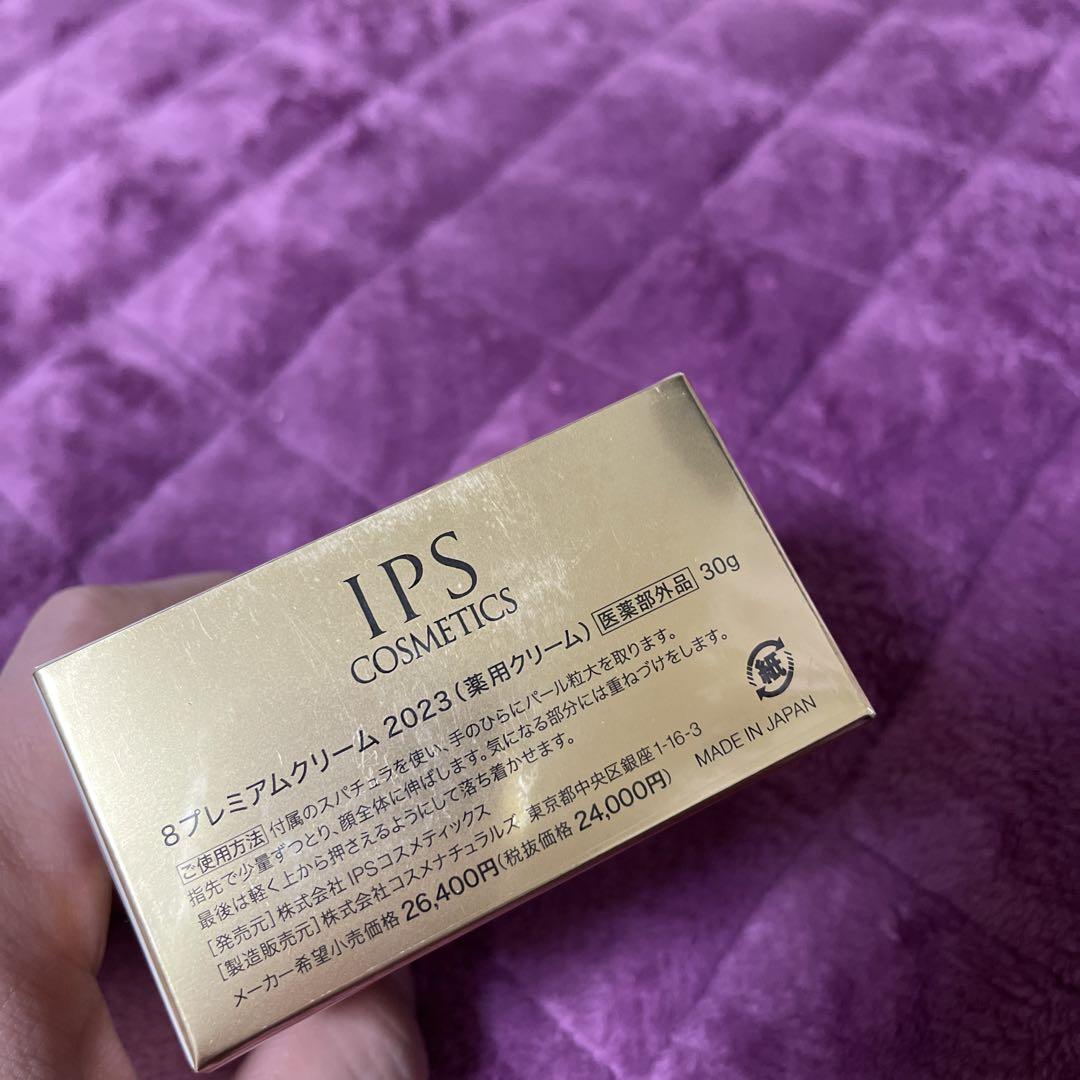 IPS
COSMETICS
8プレミアムクリーム 2023(薬用クリーム) 医薬部外品 30g
ご使用方法 付属のスパチュラを使い、手のひらにパール粒大を取ります。
指先で少量ずつとり、顔全体に伸ばします。気になる部分には重ねづけをします。
最後は軽く上から押さえるようにして落ち着かせます。
[発売元]株式会社 IPSコスメティックス
[製造販売元]株式会社コスメナチュラルズ 東京都中央区銀座1-16-3
メーカー希望小売価格 26,400円(税抜価格 24,000円)
紙
MADE IN JAPAN